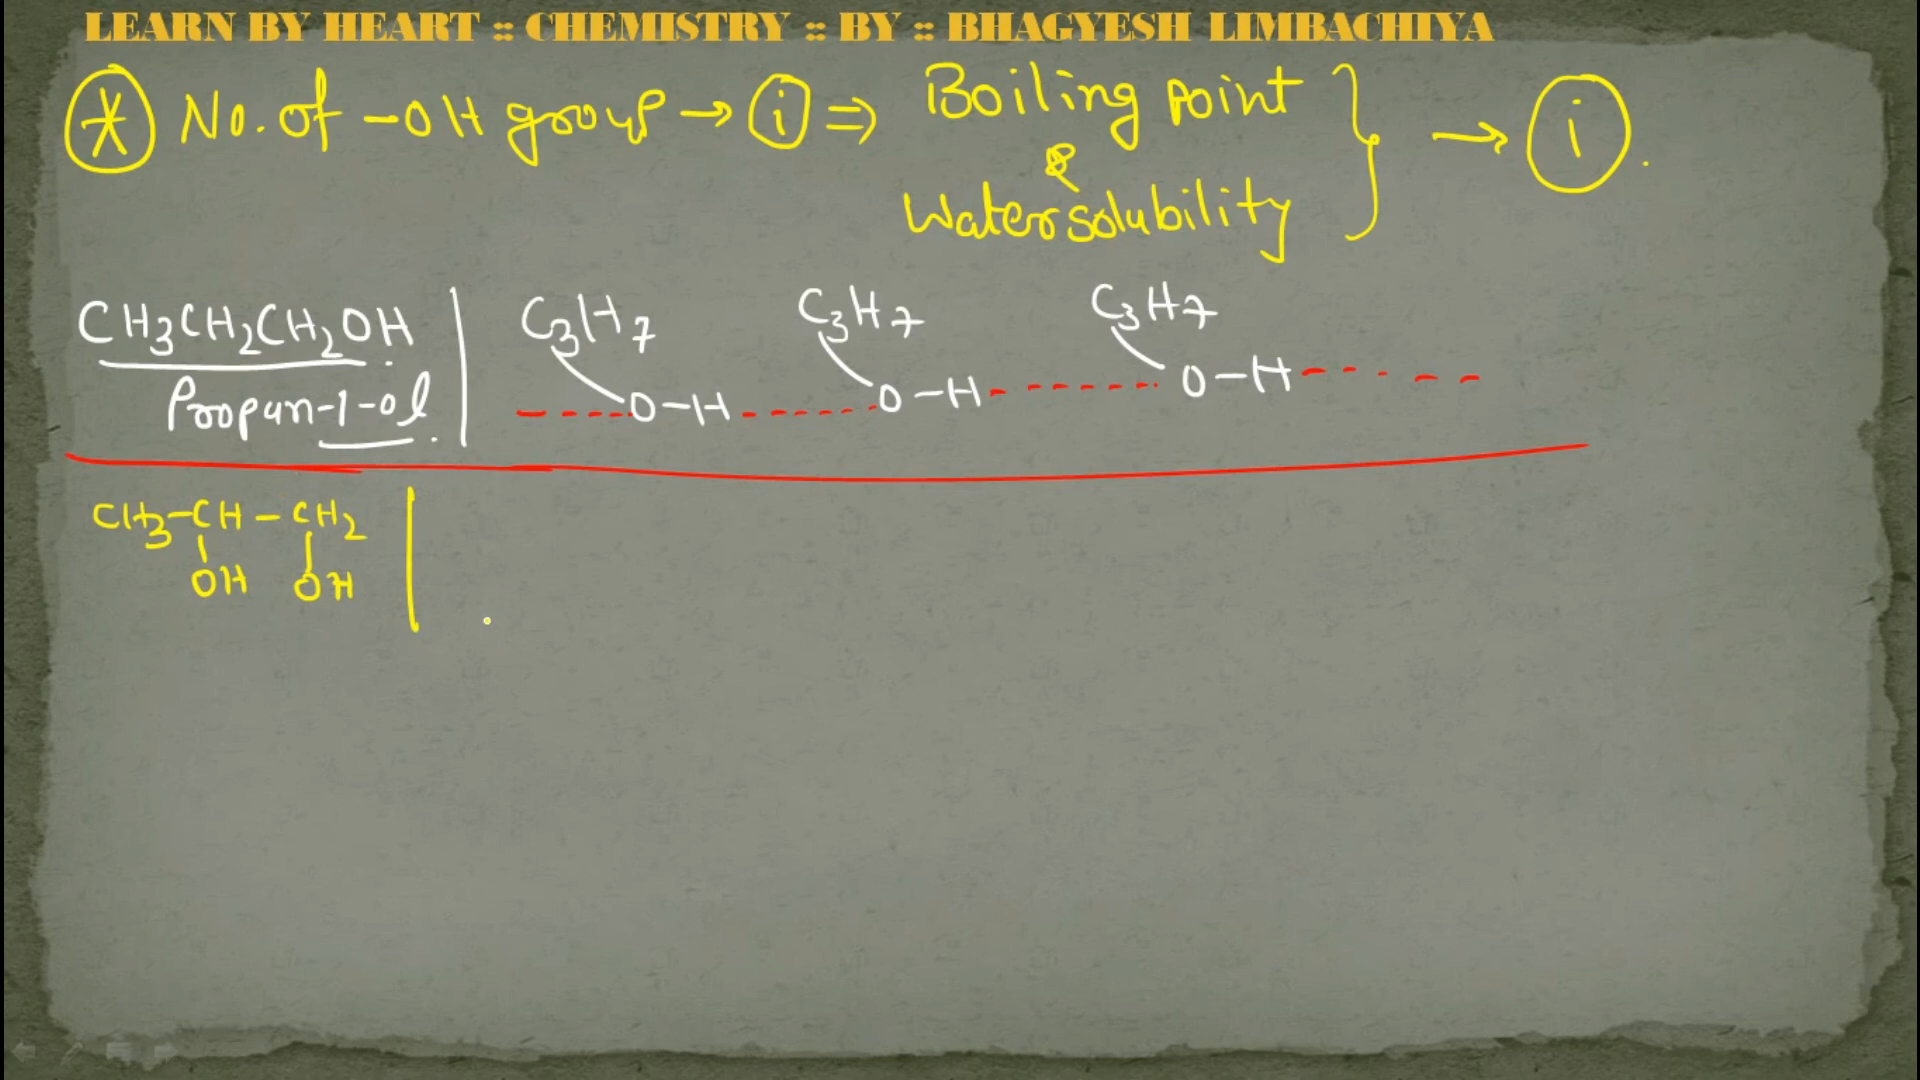 LEARN BY HEART :: CHEMISTRY :: BY :: BHAGYESH LIMBACHIYA
* No. of -OH group → i ⇒ Boiling point & Water solubility } → i.
CH3CH2CH2OH
Propan-1-ol
C3H7 C3H7 C3H7
O-H O-H O-H
CH3-CH-CH2
OH OH